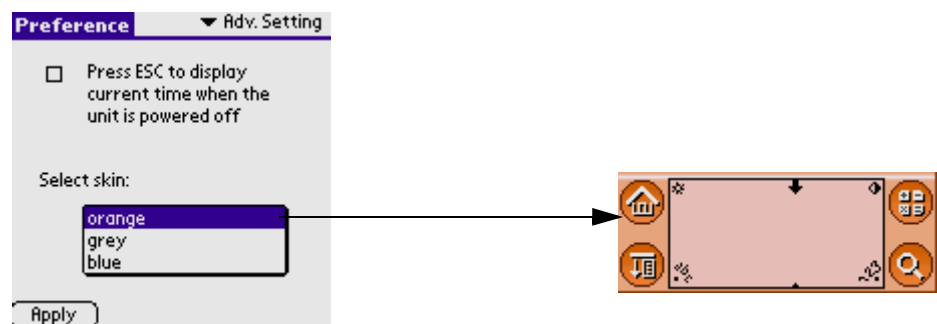 Preference
Adv. Setting
Press ESC to display
current time when the
unit is powered off
Select skin:
orange
grey
blue
Apply